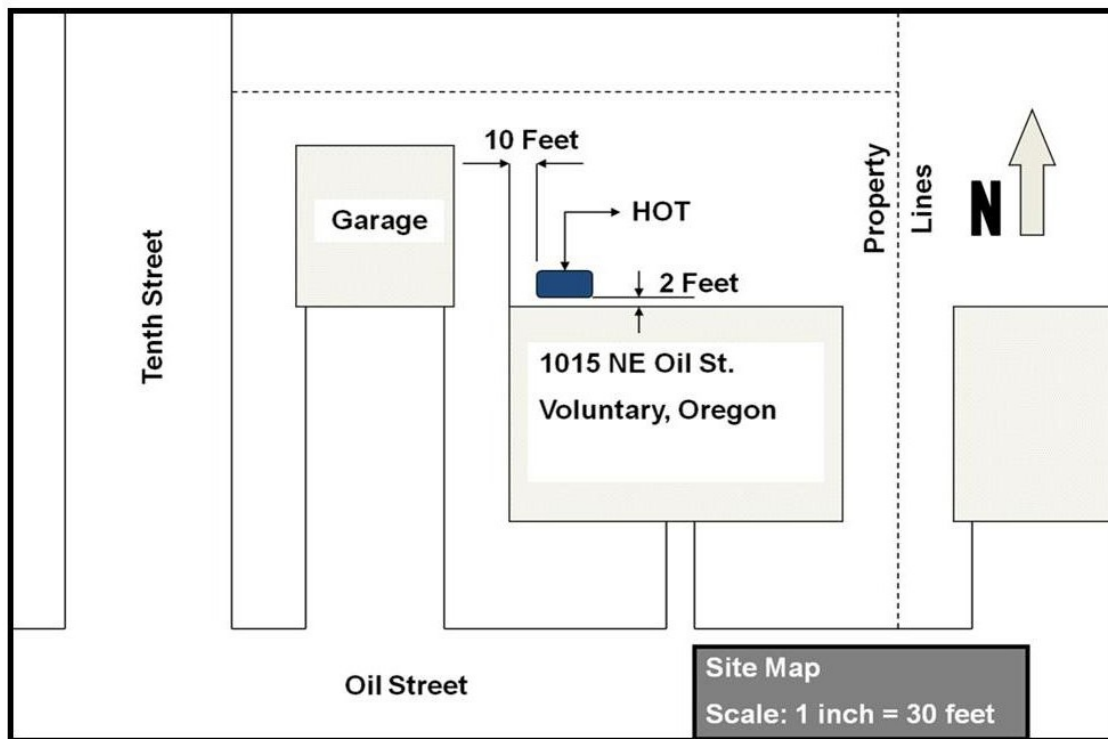 10 Feet
Property
Lines
N
Garage
HOT
Tenth Street
2 Feet
1015 NE Oil St.
Voluntary, Oregon
Oil Street
Site Map
Scale: 1 inch = 30 feet